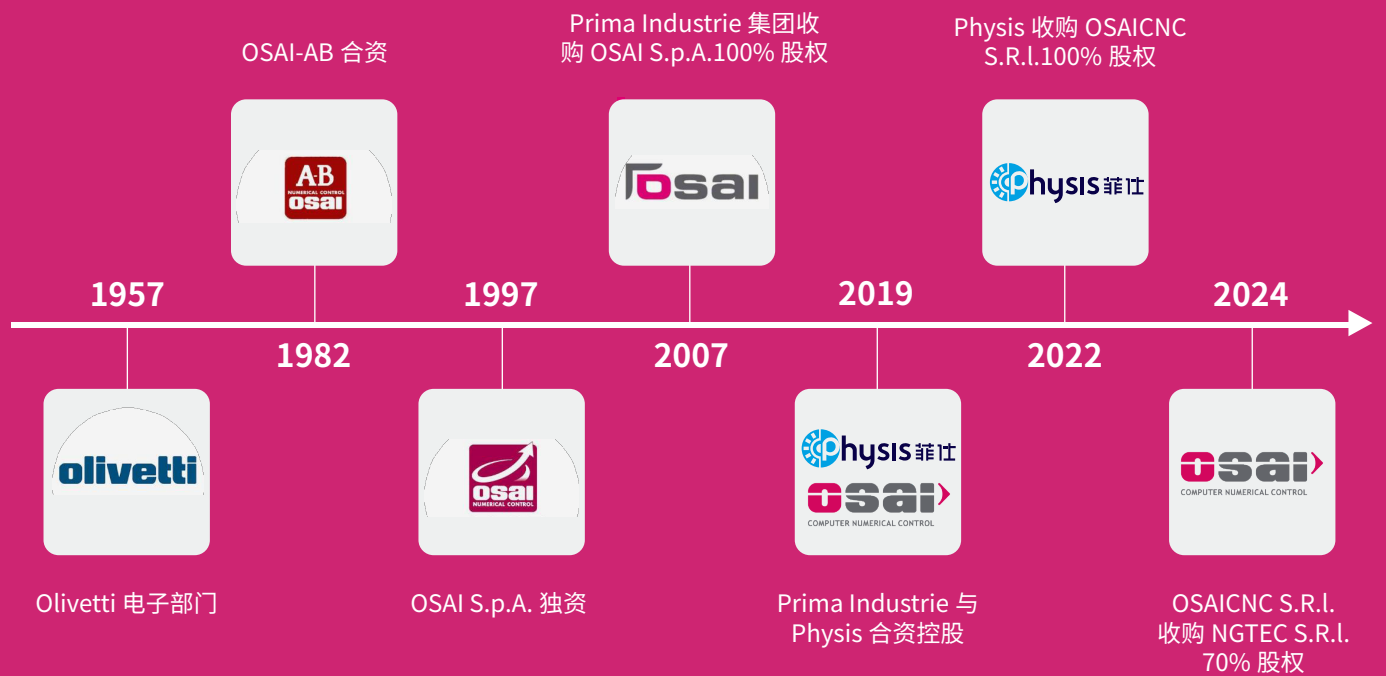 OSAI-AB 合资
Prima Industrie 集团收
购 OSAI S.p.A.100% 股权
Physis 收购 OSAICNC
S.R.l.100% 股权
A-B
NUMERICAL CONTROL
osai
osai
Physis 菲仕
1957
1997
2019
2024
1982
2007
2022
olivetti
osai
NUMERICAL CONTROL
Physis 菲仕
osai
COMPUTER NUMERICAL CONTROL
osai
COMPUTER NUMERICAL CONTROL
Olivetti 电子部门
OSAI S.p.A. 独资
Prima Industrie 与
Physis 合资控股
OSAICNC S.R.l.
收购 NGTEC S.R.l.
70% 股权